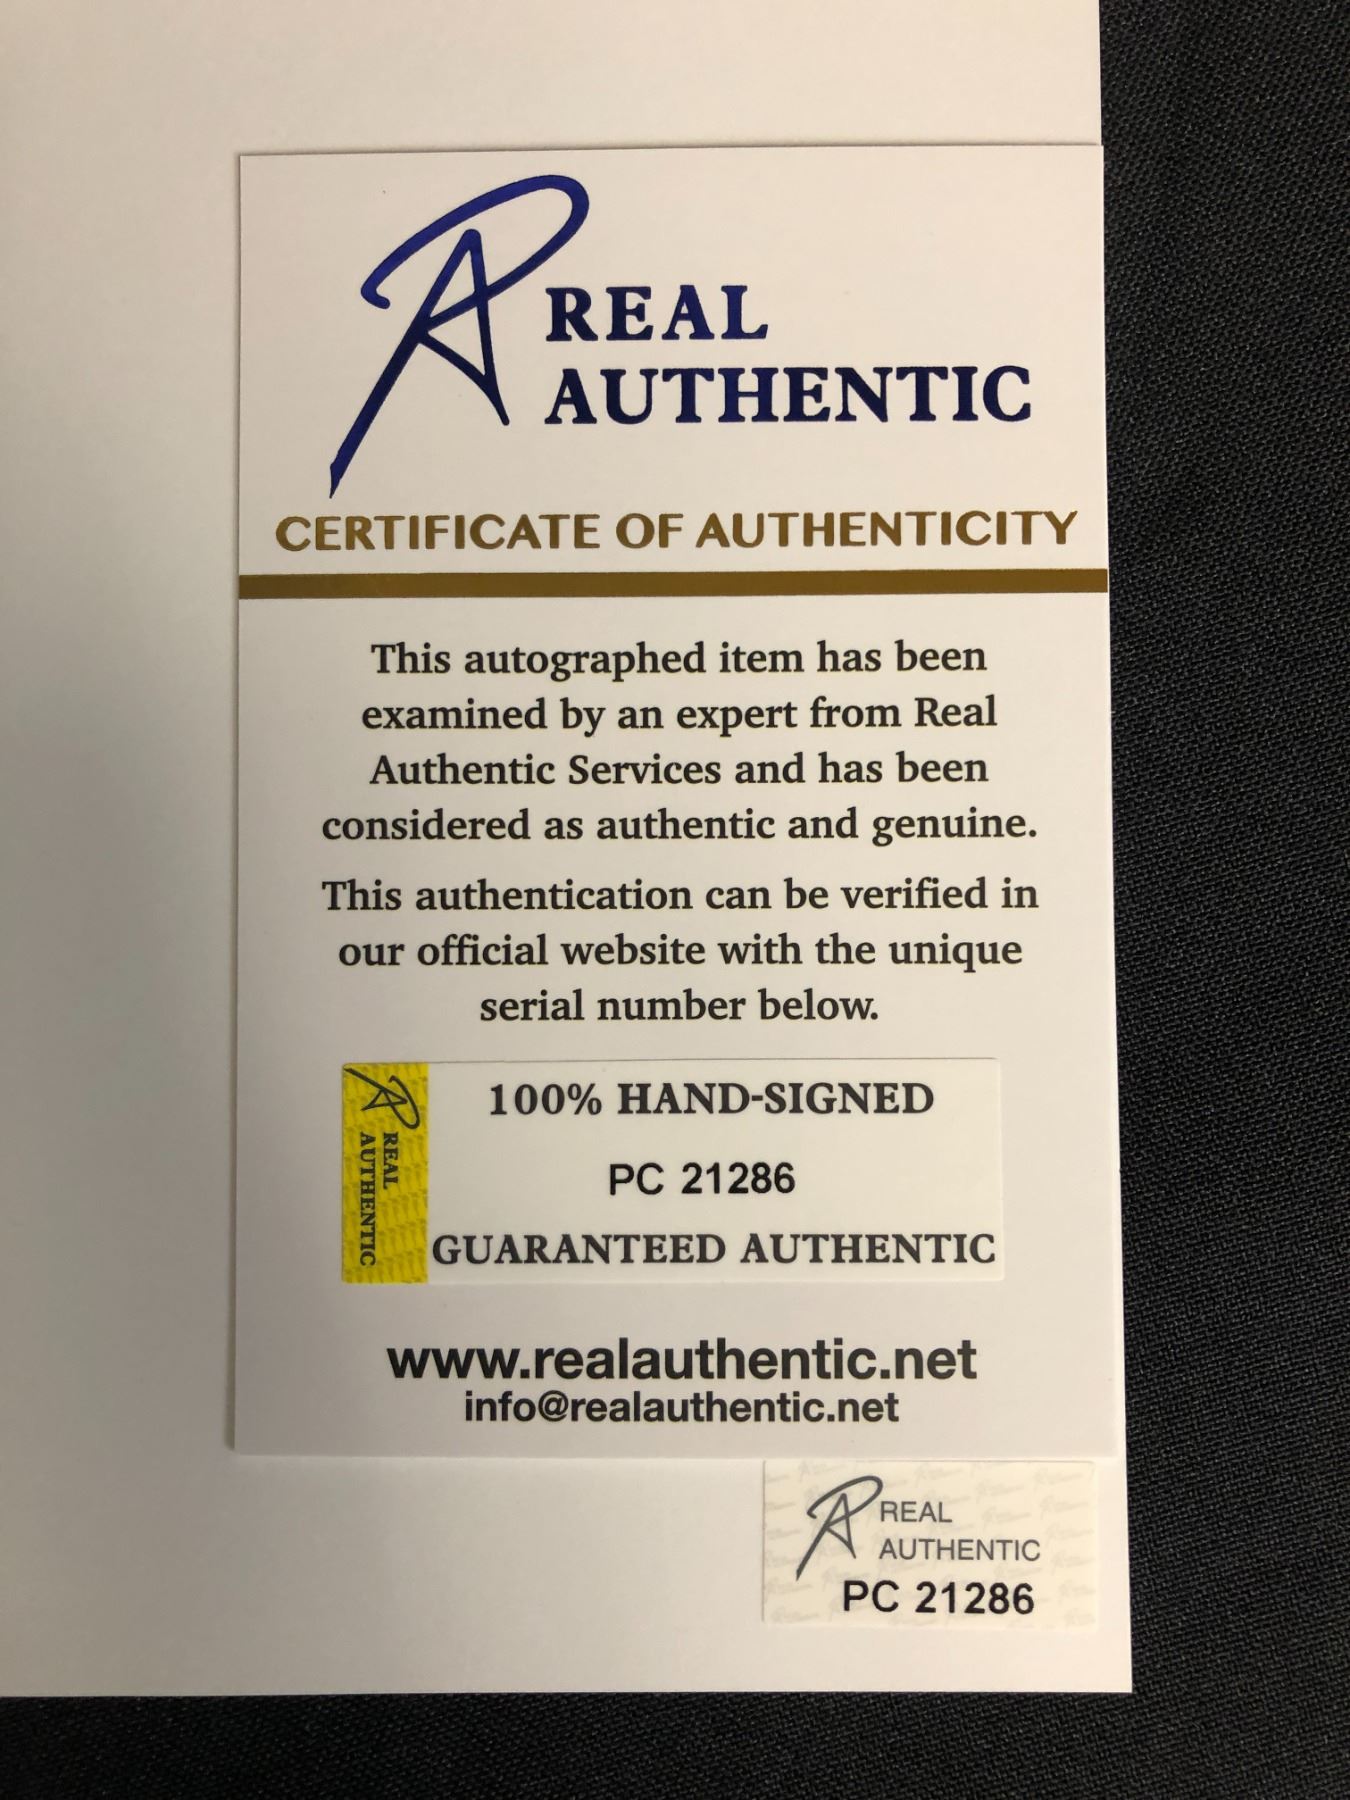 REAL
AUTHENTIC
CERTIFICATE OF AUTHENTICITY
This autographed item has been
examined by an expert from Real
Authentic Services and has been
considered as authentic and genuine.
This authentication can be verified in
our official website with the unique
serial number below.
REAL
AUTHENTIC
100% HAND-SIGNED
PC 21286
GUARANTEED AUTHENTIC
www.realauthentic.net
info@realauthentic.net
REAL
AUTHENTIC
PC 21286